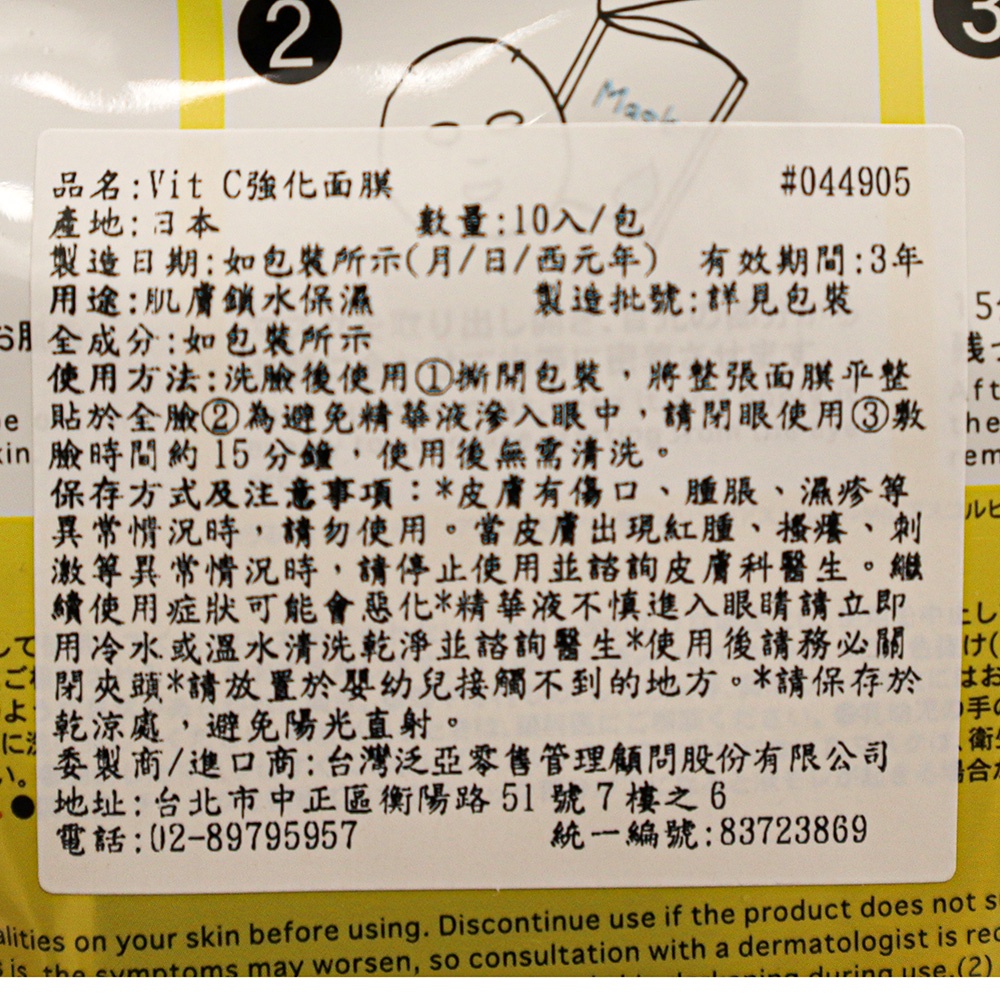 2
3
Mask
品名:Vit C強化面膜 #044905
產地:日本 數量:10入/包
製造日期:如包裝所示(月/日/西元年) 有效期間:3年
用途:肌膚鎖水保濕 製造批號:詳見包裝
全成分:如包裝所示
使用方法:洗臉後使用①撕開包裝,將整張面膜平整
貼於全臉②為避免精華液滲入眼中,請閉眼使用③敷
臉時間約15分鐘,使用後無需清洗。
保存方式及注意事項:*皮膚有傷口、腫脹、濕疹等
異常情況時,請勿使用。當皮膚出現紅腫、搔癢、刺
激等異常情況時,請停止使用並諮詢皮膚科醫生。繼
續使用症狀可能會惡化*精華液不慎進入眼睛請立即
用冷水或溫水清洗乾淨並諮詢醫生*使用後請務必關
閉夾頭*請放置於嬰幼兒接觸不到的地方。*請保存於
乾涼處,避免陽光直射。
委製商/進口商:台灣泛亞零售管理顧問股份有限公司
地址:台北市中正區衡陽路51號7樓之6
電話:02-89795957 統一編號:83723869
alities on your skin before using. Discontinue use if the product does not s
is, the symptoms may worsen, so consultation with a dermatologist is rec
during use.(2)